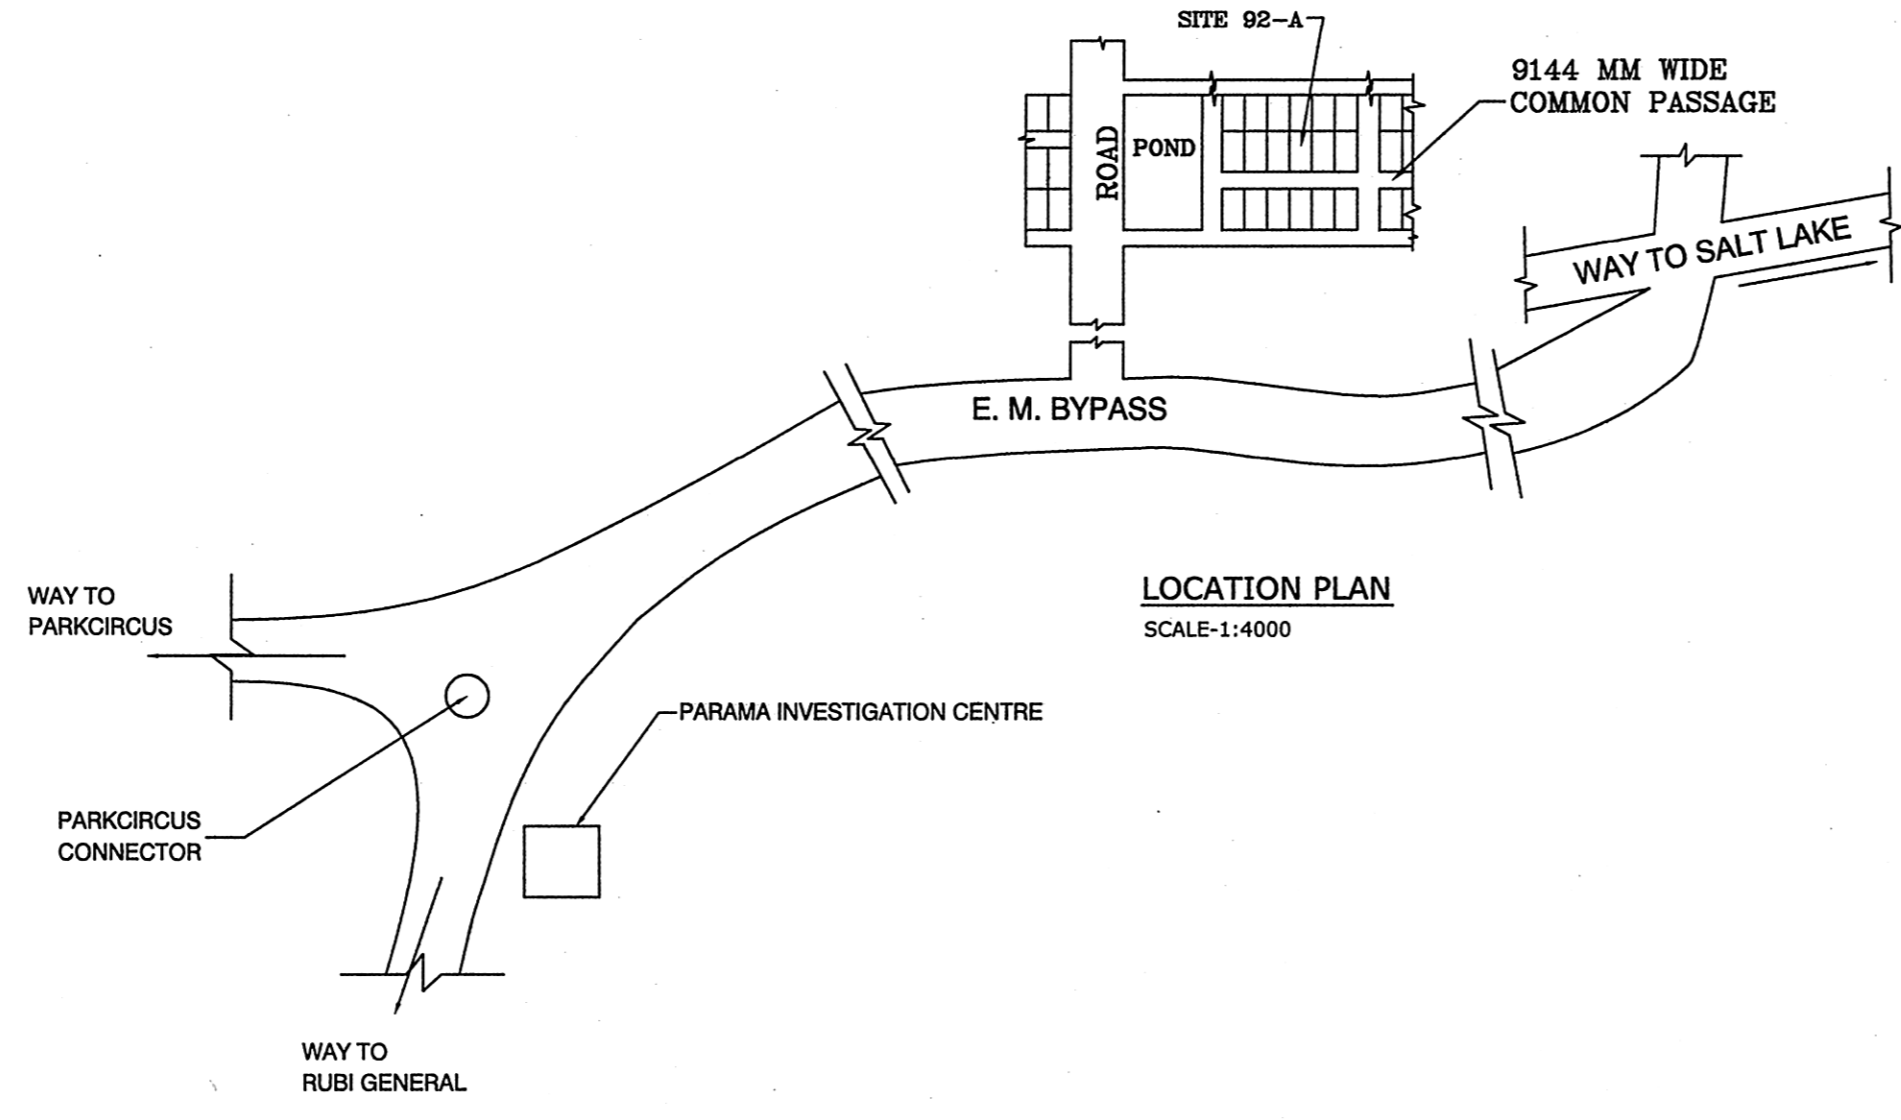 SITE 92-A
9144 MM WIDE
COMMON PASSAGE
ROAD
POND
WAY TO SALT LAKE
E. M. BYPASS
LOCATION PLAN
SCALE-1:4000
WAY TO
PARKCIRCUS
PARAMA INVESTIGATION CENTRE
PARKCIRCUS
CONNECTOR
WAY TO
RUBI GENERAL